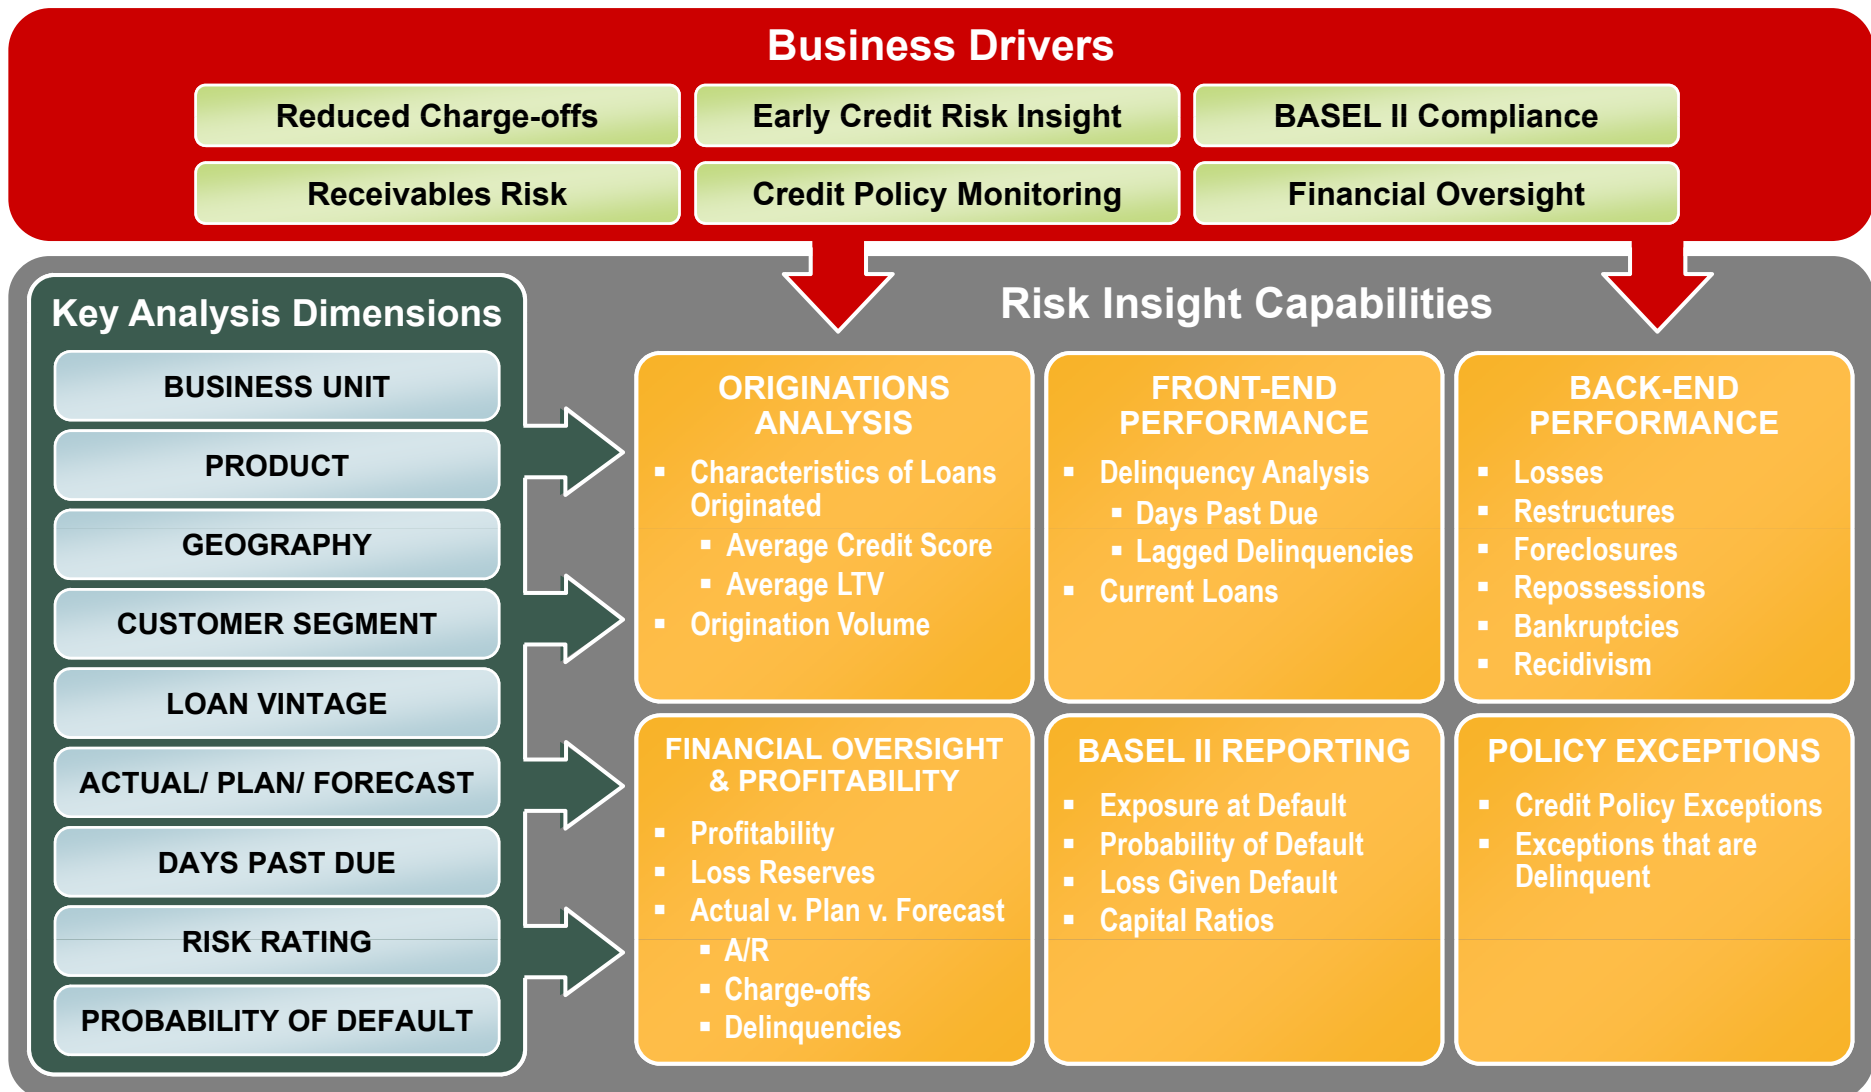 Business Drivers
Reduced Charge-offs
Early Credit Risk Insight
BASEL II Compliance
Receivables Risk
Credit Policy Monitoring
Financial Oversight
Key Analysis Dimensions
BUSINESS UNIT
PRODUCT
GEOGRAPHY
CUSTOMER SEGMENT
LOAN VINTAGE
ACTUAL/ PLAN/ FORECAST
DAYS PAST DUE
RISK RATING
PROBABILITY OF DEFAULT
Risk Insight Capabilities
ORIGINATIONS
ANALYSIS
▪ Characteristics of Loans
Originated
▪ Average Credit Score
▪ Average LTV
▪ Origination Volume
FRONT-END
PERFORMANCE
▪ Delinquency Analysis
▪ Days Past Due
▪ Lagged Delinquencies
▪ Current Loans
BACK-END
PERFORMANCE
▪ Losses
▪ Restructures
▪ Foreclosures
▪ Repossessions
▪ Bankruptcies
▪ Recidivism
FINANCIAL OVERSIGHT
& PROFITABILITY
▪ Profitability
▪ Loss Reserves
▪ Actual v. Plan v. Forecast
▪ A/R
▪ Charge-offs
▪ Delinquencies
BASEL II REPORTING
▪ Exposure at Default
▪ Probability of Default
▪ Loss Given Default
▪ Capital Ratios
POLICY EXCEPTIONS
▪ Credit Policy Exceptions
▪ Exceptions that are
Delinquent